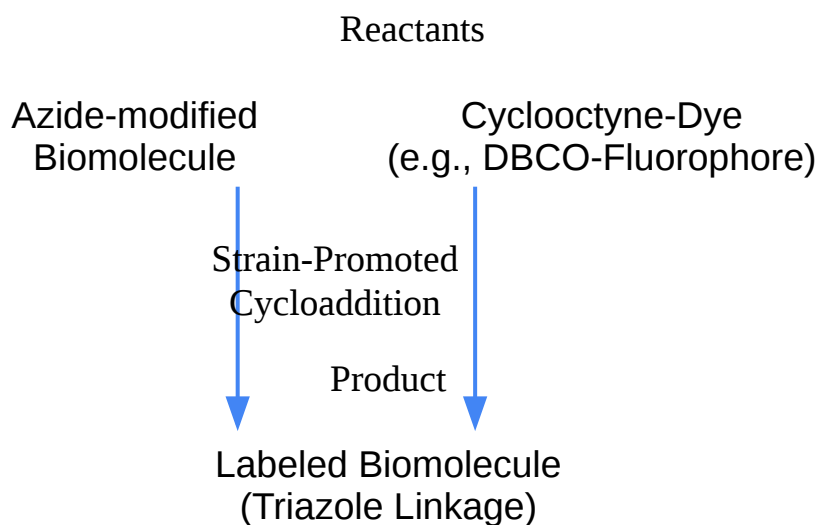 Reactants
Azide-modified
Biomolecule
Cyclooctyne-Dye
(e.g., DBCO-Fluorophore)
Strain-Promoted
Cycloaddition
Product
Labeled Biomolecule
(Triazole Linkage)